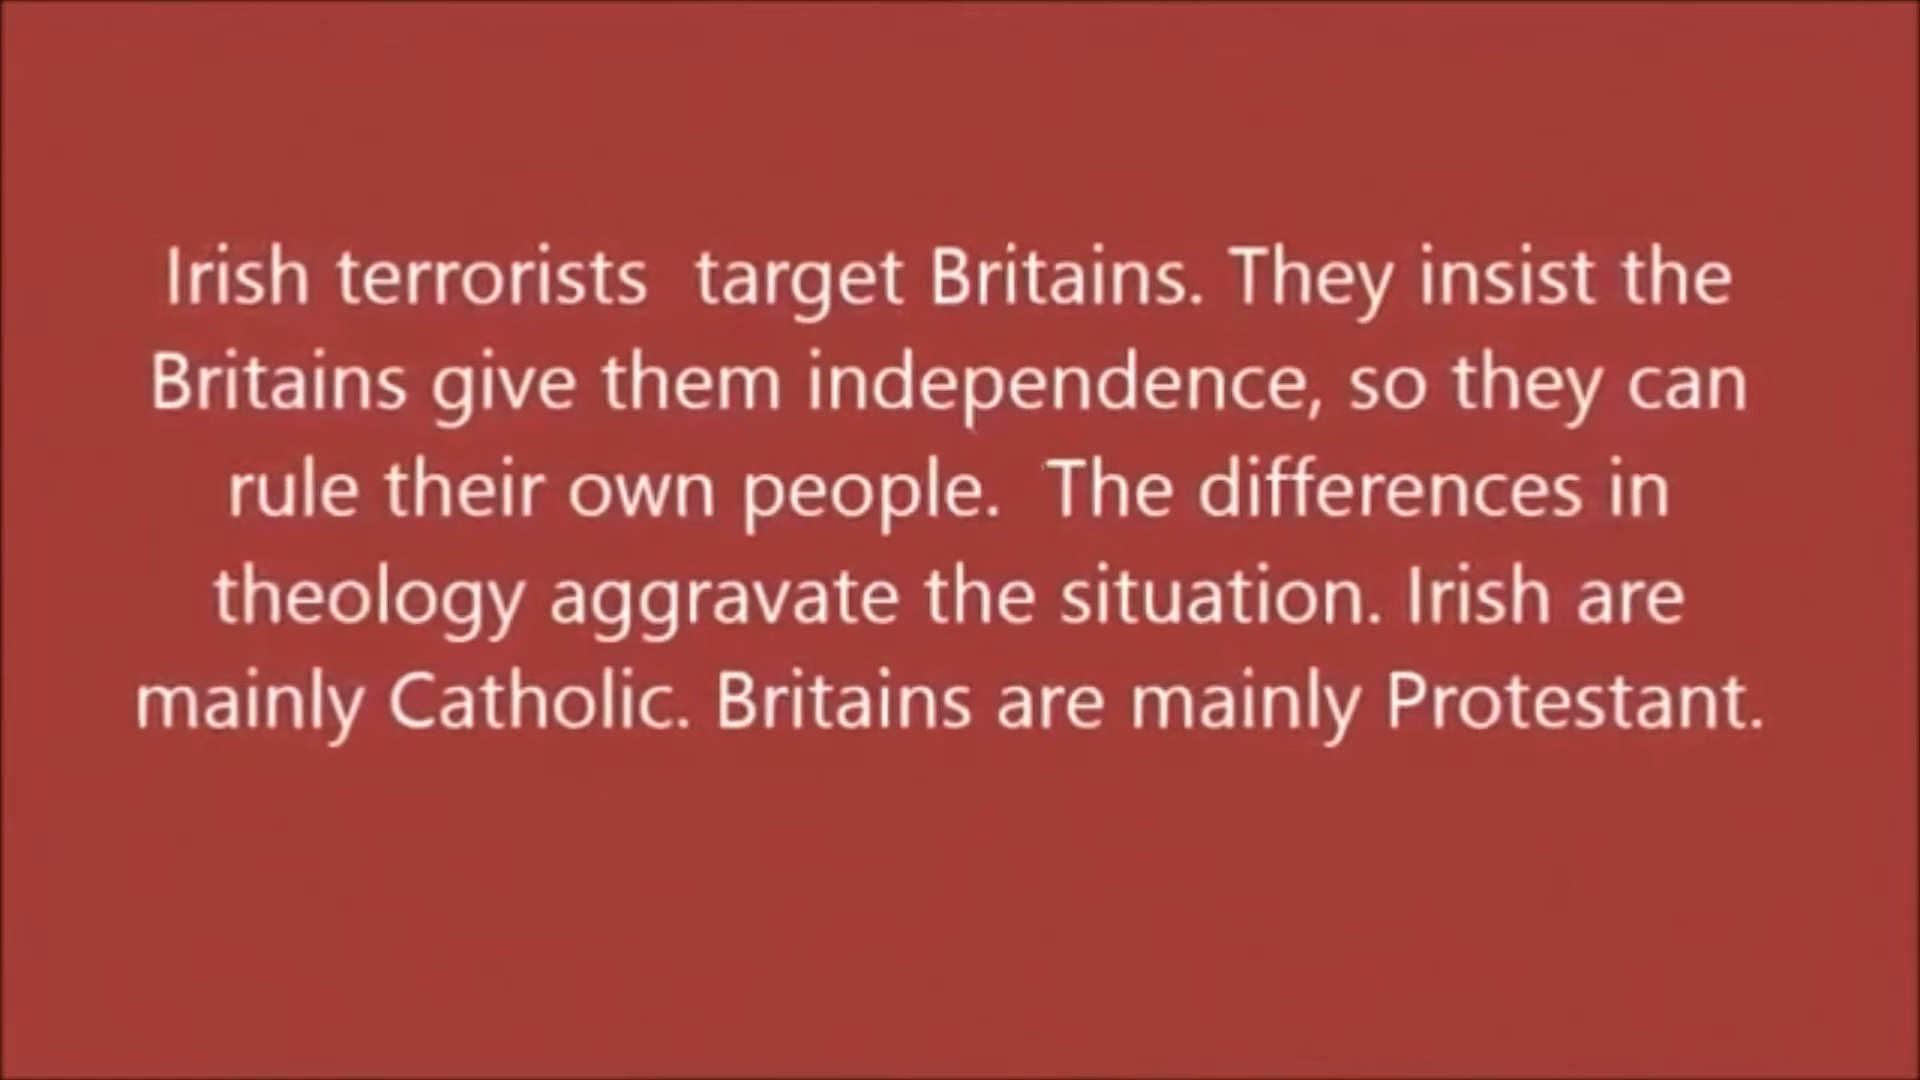 Irish terrorists  target Britains. They insist the
Britains give them independence, so they can
rule their own people.  The differences in
theology aggravate the situation. Irish are
mainly Catholic. Britains are mainly Protestant.